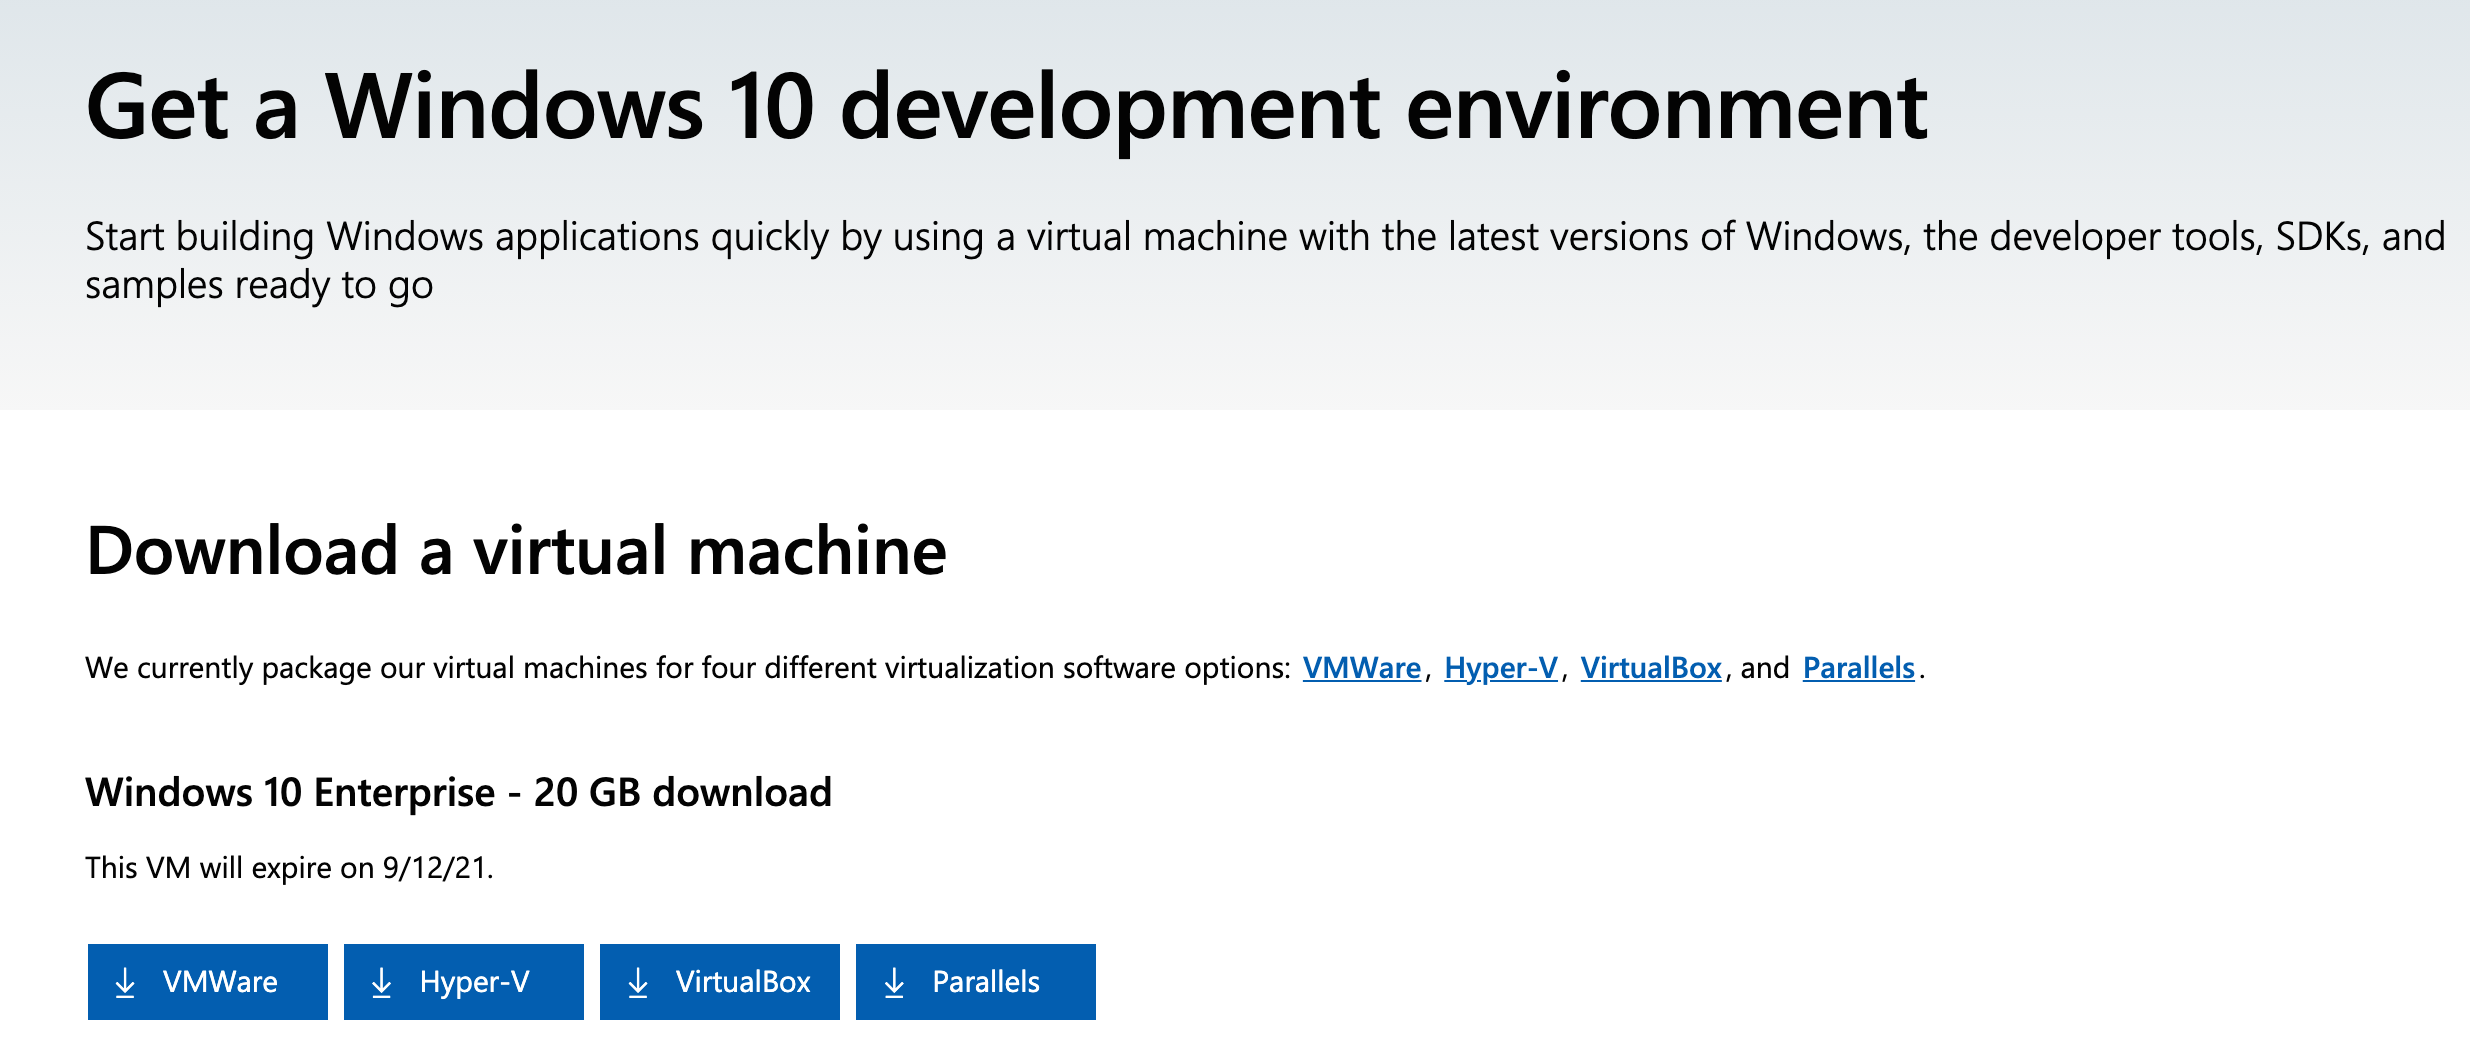 Get a Windows 10 development environment
Start building Windows applications quickly by using a virtual machine with the latest versions of Windows, the developer tools, SDKs, and
samples ready to go
Download a virtual machine
We currently package our virtual machines for four different virtualization software options: VMWare, Hyper-V, VirtualBox, and Parallels.
Windows 10 Enterprise - 20 GB download
This VM will expire on 9/12/21.
VMWare Hyper-V VirtualBox Parallels